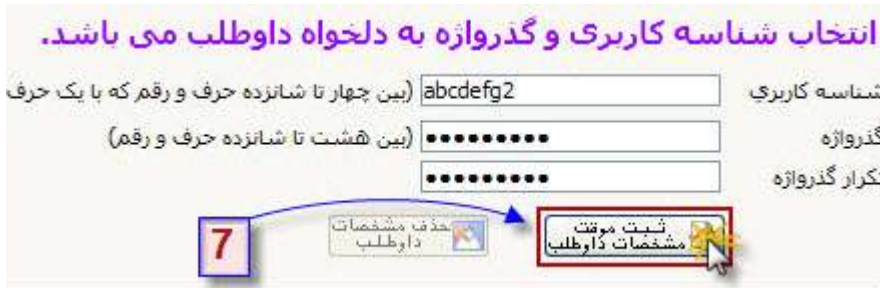 انتخاب شناسه کاربری و گذرواژه به دلخواه داوطلب می باشد.
شناسه کاربري abcdefg2 (بین چهار تا شانزده حرف و رقم که با یک حرف
گذرواژه ●●●●●●●●● (بین هشت تا شانزده حرف و رقم)
تکرار گذرواژه ●●●●●●●●●
ثبت موقت
مشخصات داوطلب
حذف مشخصات
داوطلب
7